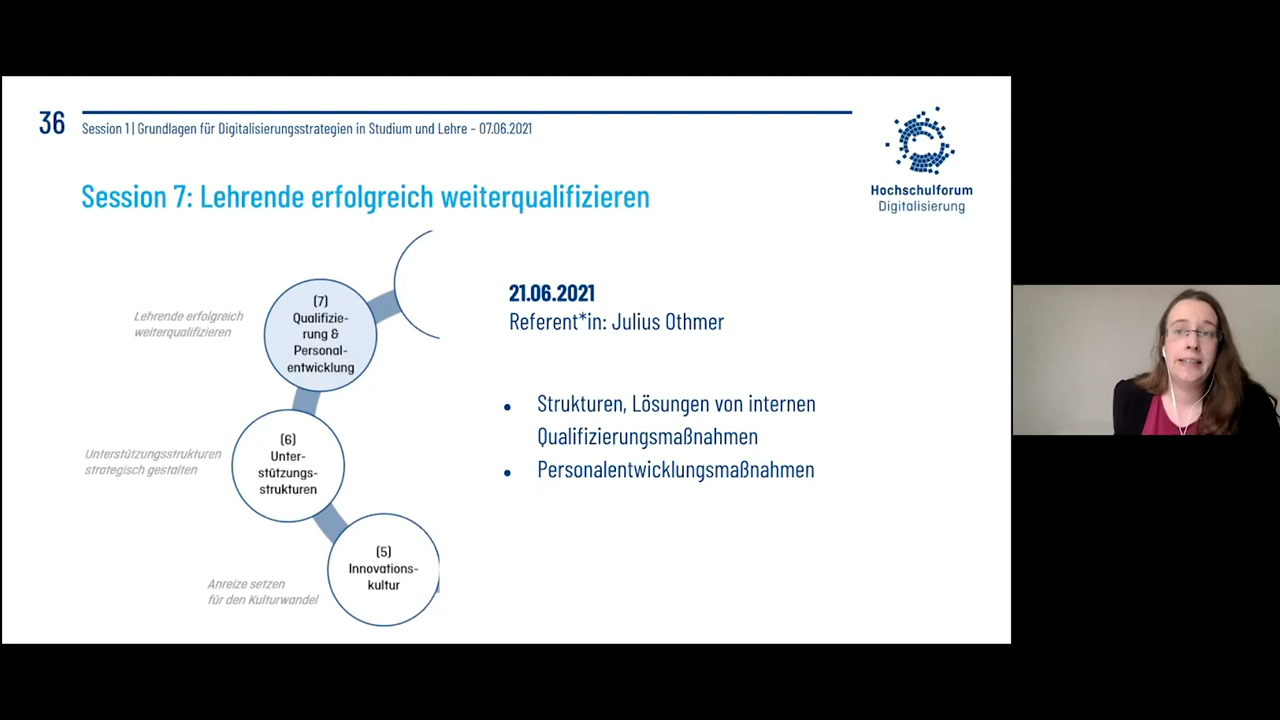 36
Session 1 | Grundlagen für Digitalisierungsstrategien in Studium und Lehre – 07.06.2021
Hochschulforum
Digitalisierung
Session 7: Lehrende erfolgreich weiterqualifizieren
Lehrende erfolgreich
weiterqualifizieren
(7)
Qualifizie-
rung &
Personal-
entwicklung
Unterstützungsstrukturen
strategisch gestalten
(6)
Unter-
stützungs-
strukturen
(5)
Innovations-
kultur
Anreize setzen
für den Kulturwandel
21.06.2021
Referent*in: Julius Othmer
• Strukturen, Lösungen von internen
Qualifizierungsmaßnahmen
• Personalentwicklungsmaßnahmen